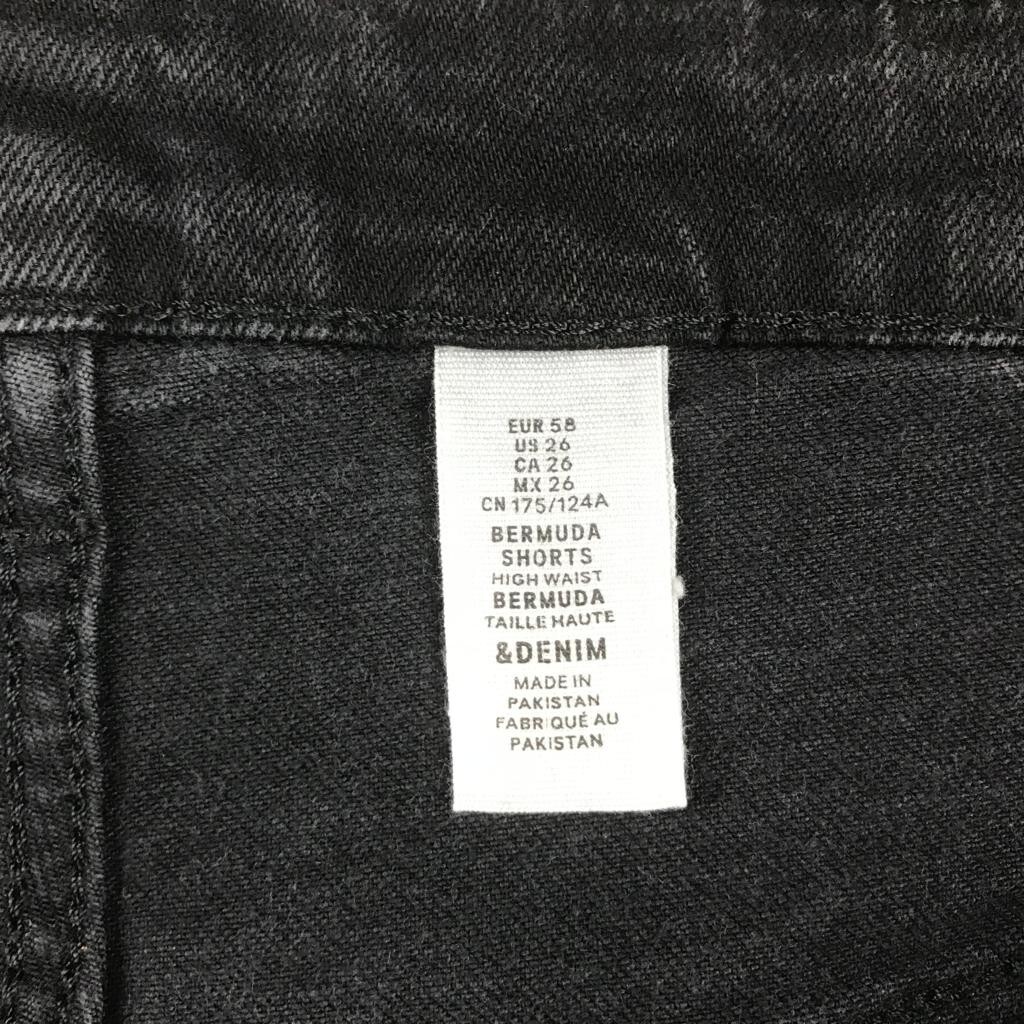 EUR 58
US 26
CA 26
MX 26
CN 175/124A
BERMUDA
SHORTS
HIGH WAIST
BERMUDA
TAILLE HAUTE
&DENIM
MADE IN
PAKISTAN
FABRIQUÉ AU
PAKISTAN